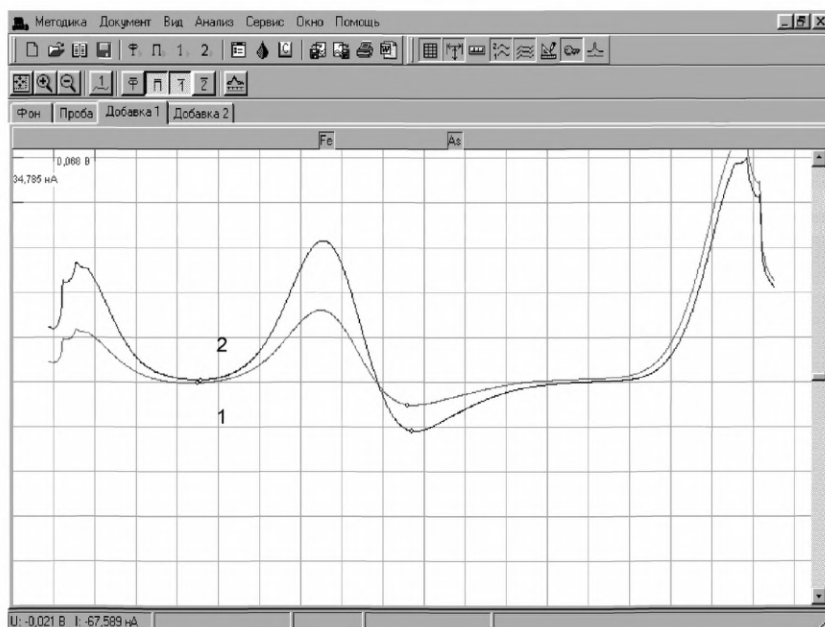 Методика Документ Вид Анализ Сервис Окно Помощь
Фон Проба Добавка 1 Добавка 2
Fe As
0,068 В
34,785 нА
2
1
U: -0,021 В I: -67,589 нА